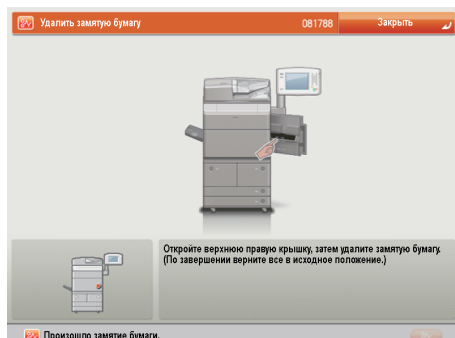 Удалить замятую бумагу
081788
Закрыть
Откройте верхнюю правую крышку, затем удалите замятую бумагу.
(По завершении верните все в исходное положение.)
Произошло замятие бумаги.